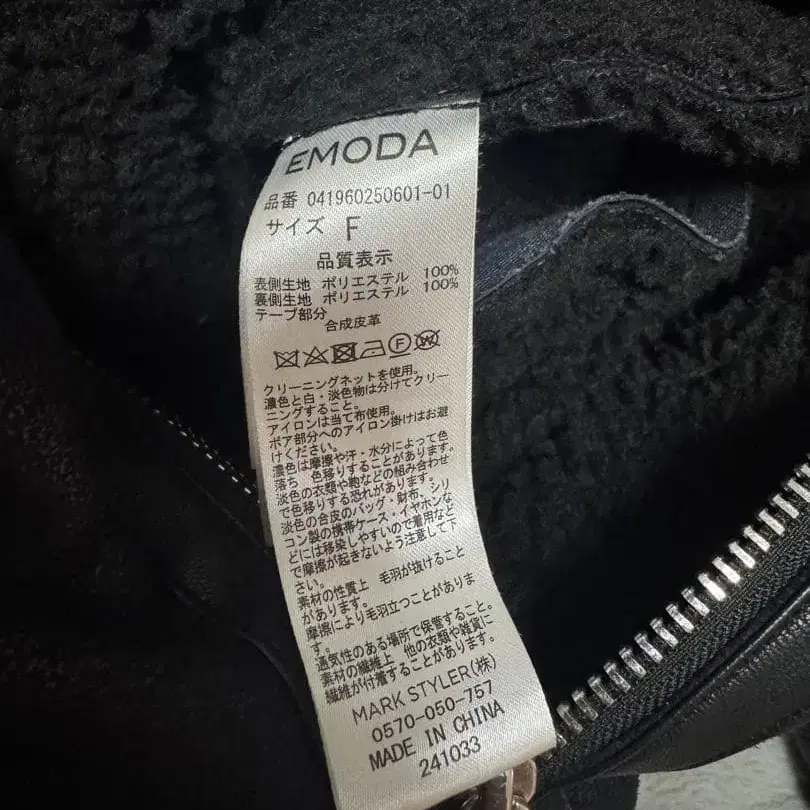 EMODA
品番 041960250601-01
サイズ F
品質表示
表側生地 ポリエステル 100%
裏側生地 ポリエステル 100%
テープ部分
合成皮革
クリーニングネットを使用。
濃色と白・淡色物は分けてクリー
ニングすること。
アイロンは当て布使用。
ボア部分へのアイロン掛けはお避
けください。
濃色は摩擦や汗・水分によって色
落ち 色移りすることがあります。
淡色の衣類や鞄などの組み合わせ
で色移りする恐れがあります。
淡色の合皮のバッグ・財布、シリ
コン製の携帯ケース・イヤホンな
どには移染しやすいので着用など
で摩擦が起きないよう注意して下
さい。
素材の性質上 毛羽が抜けること
があります。
摩擦により毛羽立つことがありま
す。
通気性のある場所で保管すること。
素材の繊維上 他の衣類や雑貨に
繊維が付着することがあります。
MARK STYLER(株)
0570-050-757
MADE IN CHINA
241033